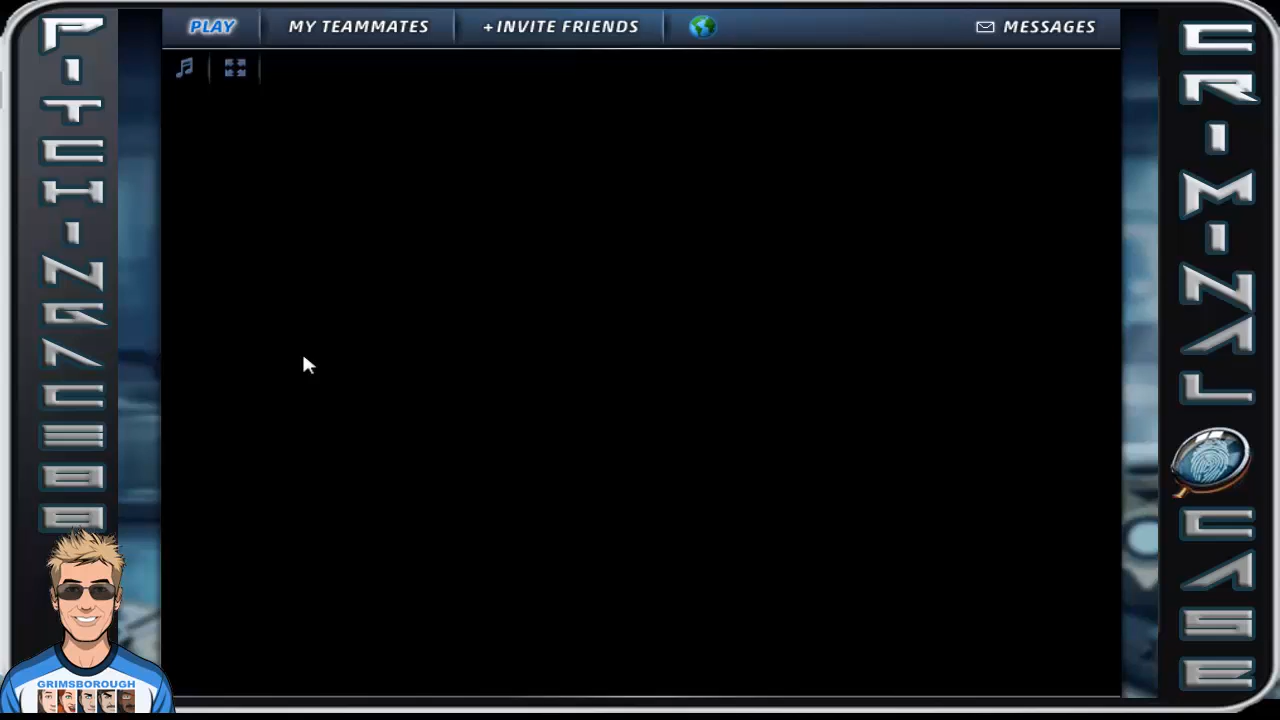 PLAY
MY TEAMMATES
+INVITE FRIENDS
MESSAGES
PITCHINGACE88
CRIMINAL CASE
GRIMSBOROUGH